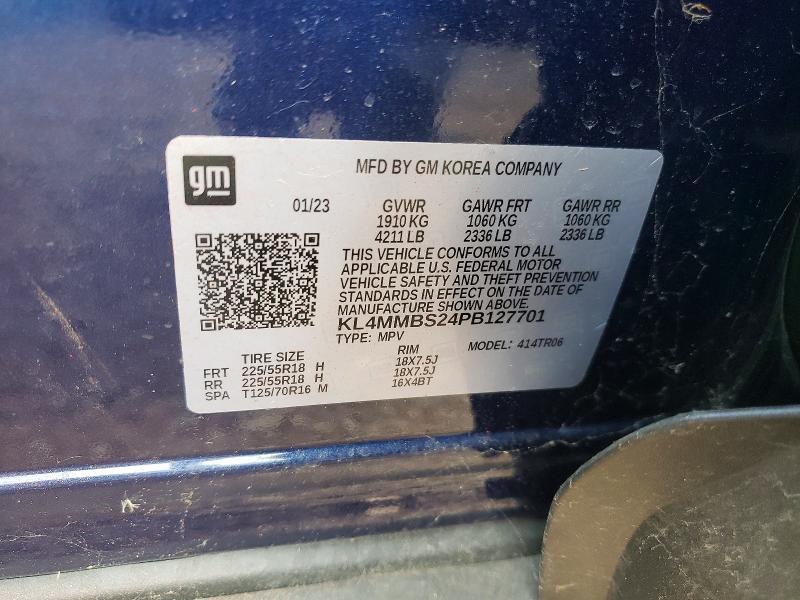 gm
MFD BY GM KOREA COMPANY
01/23 GVWR GAWR FRT GAWR RR
1910 KG 1060 KG 1060 KG
4211 LB 2336 LB 2336 LB
THIS VEHICLE CONFORMS TO ALL
APPLICABLE U.S. FEDERAL MOTOR
VEHICLE SAFETY AND THEFT PREVENTION
STANDARDS IN EFFECT ON THE DATE OF
MANUFACTURE SHOWN ABOVE.
KL4MMBS24PB127701
TYPE: MPV MODEL: 414TR06
TIRE SIZE RIM
FRT 225/55R18 H 18X7.5J
RR 225/55R18 H 18X7.5J
SPA T125/70R16 M 16X4BT